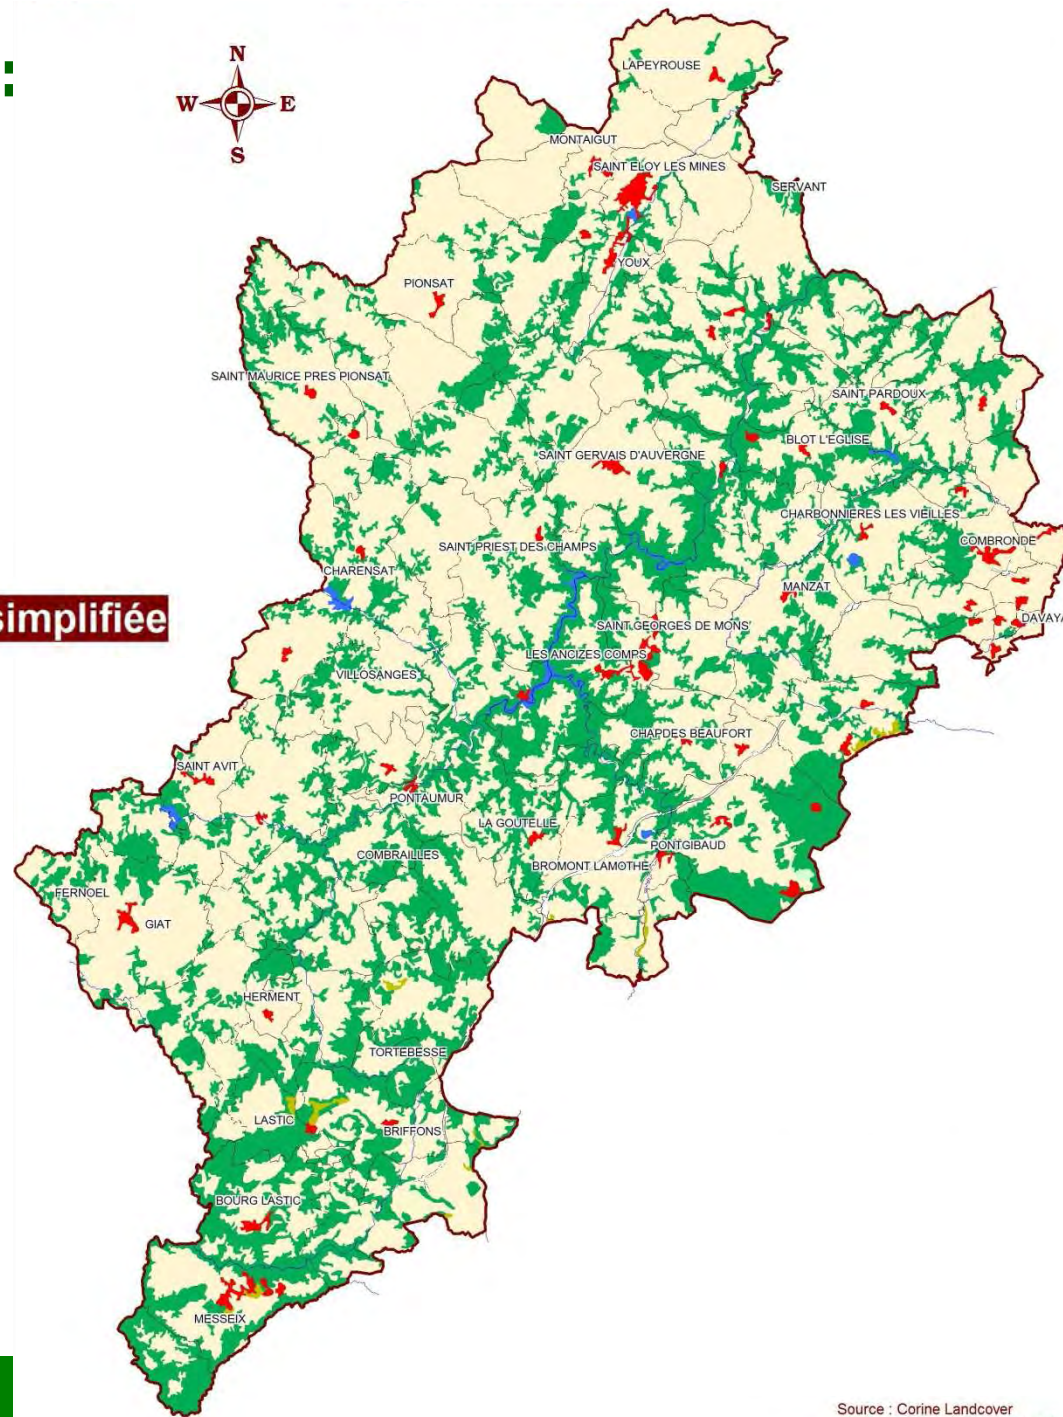 :
N
W E
S
LAPEYROUSE
MONTAIGUT
SAINT ELOY LES MINES
SERVANT
YOUX
PIONSAT
SAINT MAURICE PRES PIONSAT
SAINT PARDOUX
BLOT L'EGLISE
SAINT GERVAIS D'AUVERGNE
CHARBONNIERES LES VIEILLES
COMBRONDE
SAINT PRIEST DES CHAMPS
CHARENSAT
MANZAT
simplifiée
SAINT GEORGES DE MONS
DAVAYA
LES ANCIZES COMPS
VILLOSANGES
CHAPDES BEAUFORT
SAINT AVIT
PONTAUMUR
LA GOUTELLE
PONTGIBAUD
COMBRAILLES
BROMONT LAMOTHE
FERNOEL
GIAT
HERMENT
TORTEBESSE
LASTIC
BRIFFONS
BOURG LASTIC
MESSEIX
Source : Corine Landcover